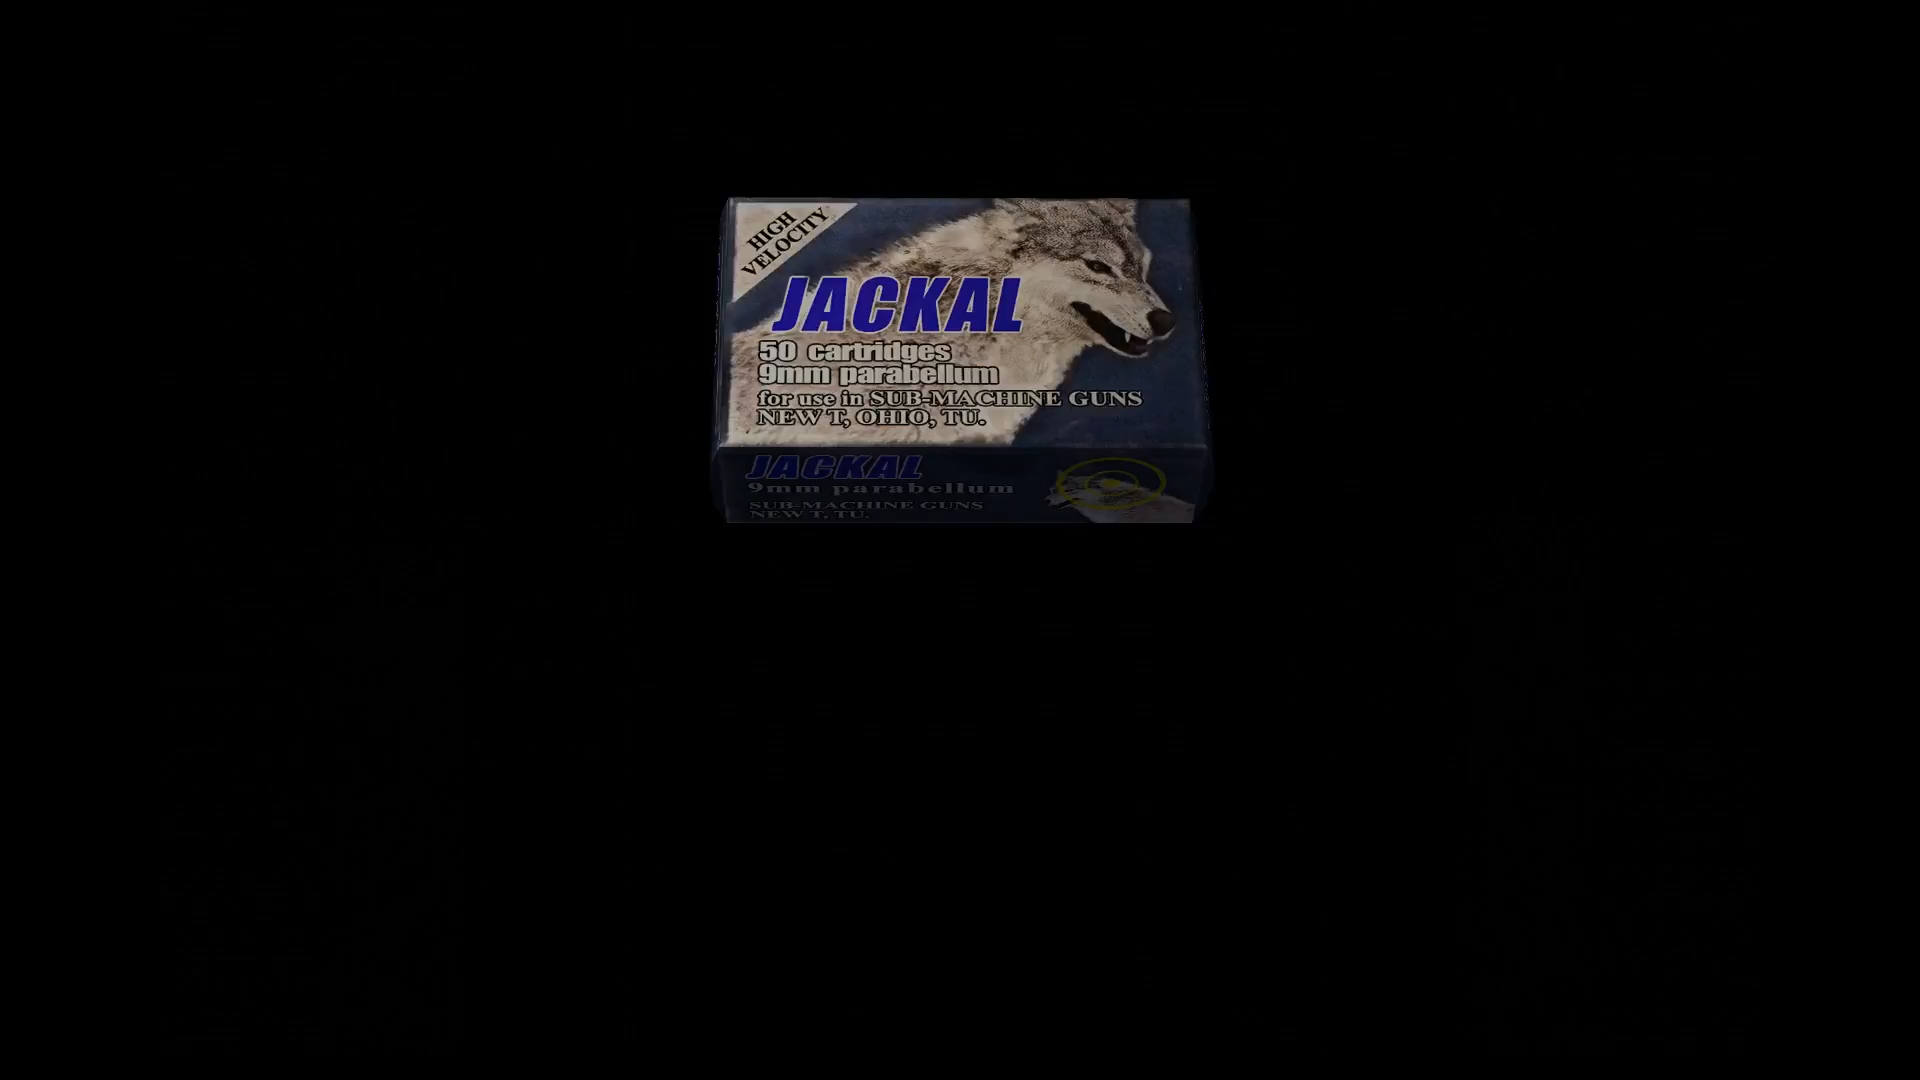 HIGH
VELOCITY
JACKAL
50 cartridges
9mm parabellum
for use in SUB-MACHINE GUNS
NEW T, OHIO, TU.
JACKAL
9mm parabellum
SUB-MACHINE GUNS
NEW T, TU.